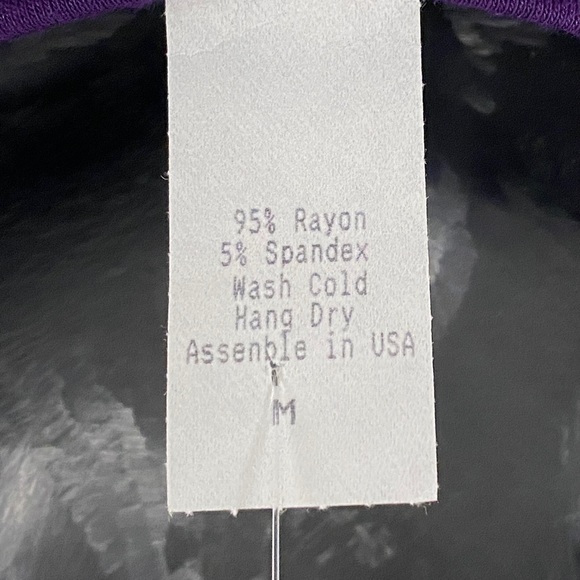 95% Rayon
5% Spandex
Wash Cold
Hang Dry
Assenble in USA
M